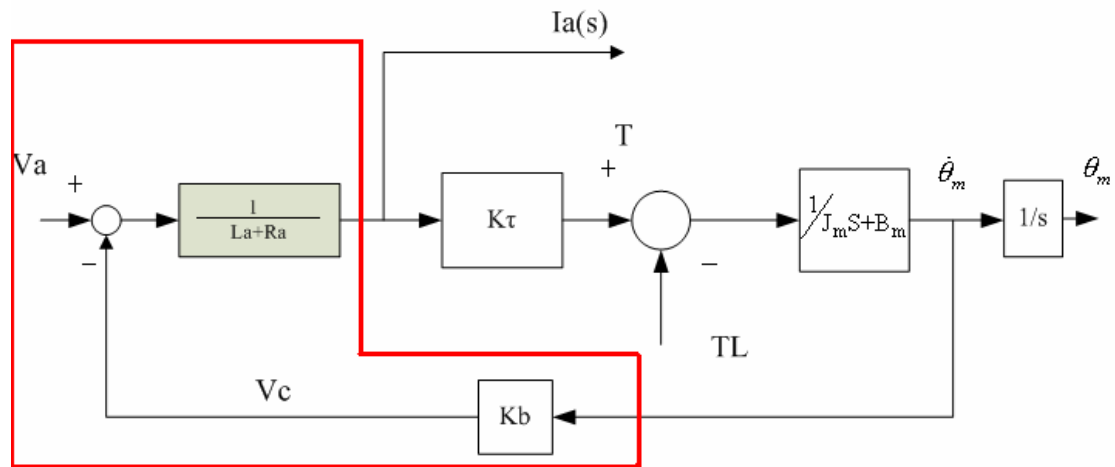 Ia(s)
Va
+
−
1
La+Ra
Kτ
T
+
−
TL
1/JmS+Bm
θ̇m
1/s
θm
Vc
Kb